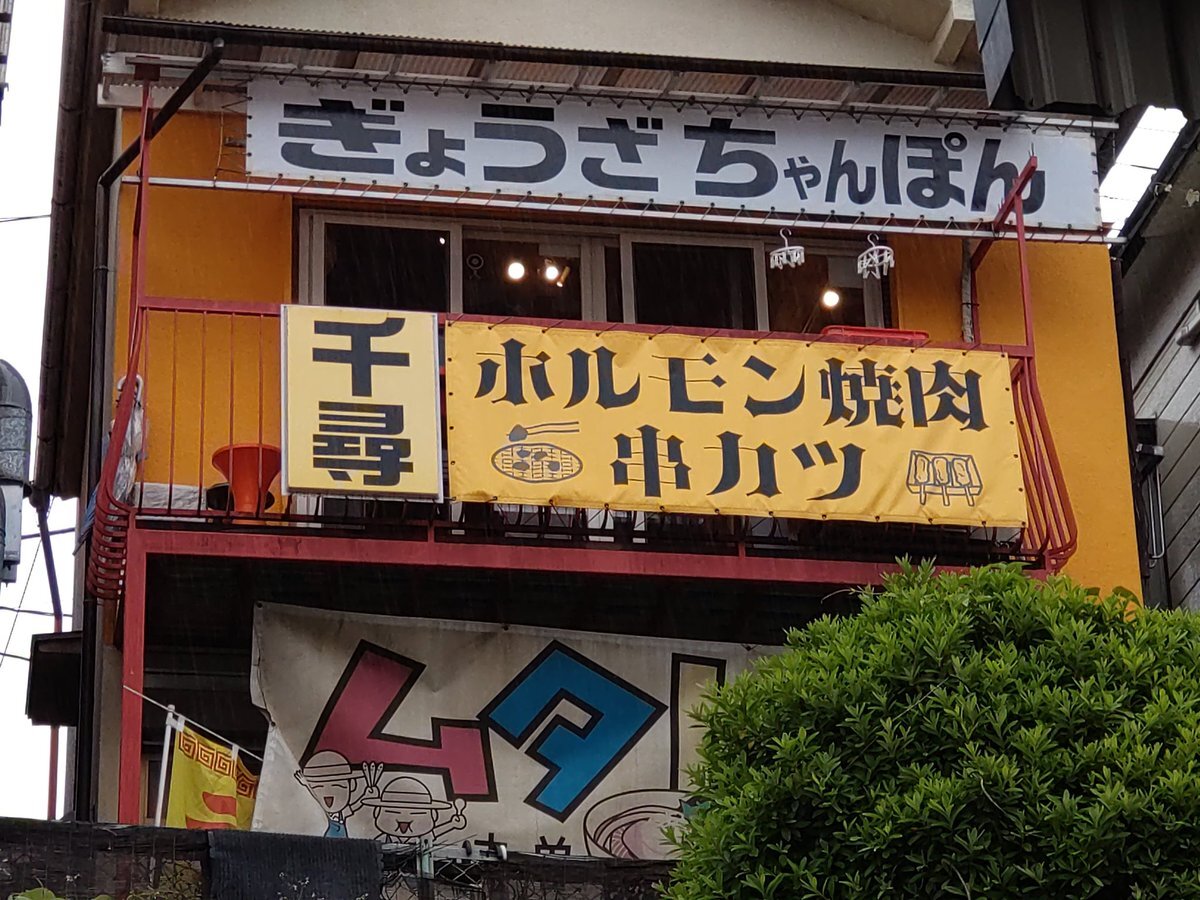 ぎょうざちゃんぽん
千尋
ホルモン焼肉
串カツ
ムタ